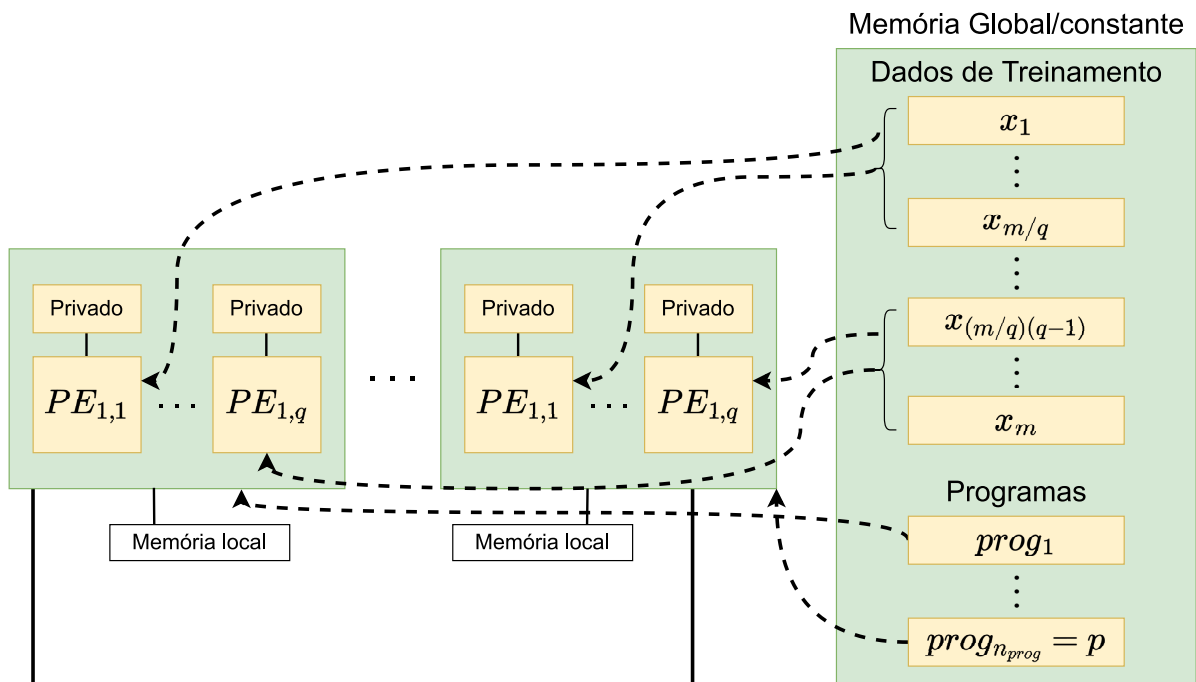 Memória Global/constante
Dados de Treinamento
x_1
x_{m/q}
x_{(m/q)(q-1)}
x_m
Privado Privado Privado Privado
PE_{1,1} ... PE_{1,q} .... PE_{1,1} ... PE_{1,q}
Memória local Memória local
Programas
prog_1
prog_{n_{prog}} = p